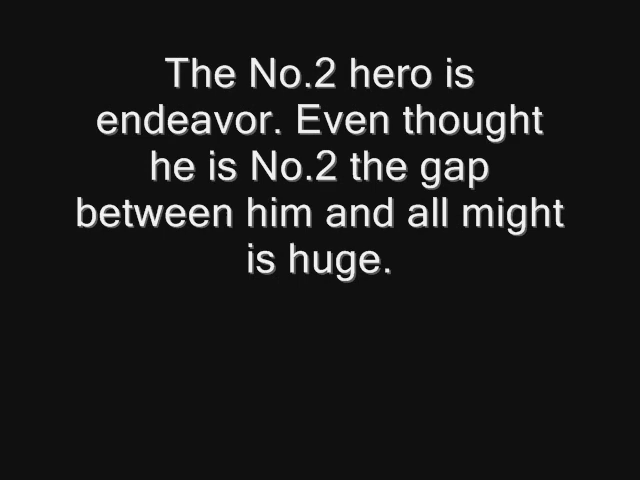 The No.2 hero is
endeavor. Even thought
he is No.2 the gap
between him and all might
is huge.